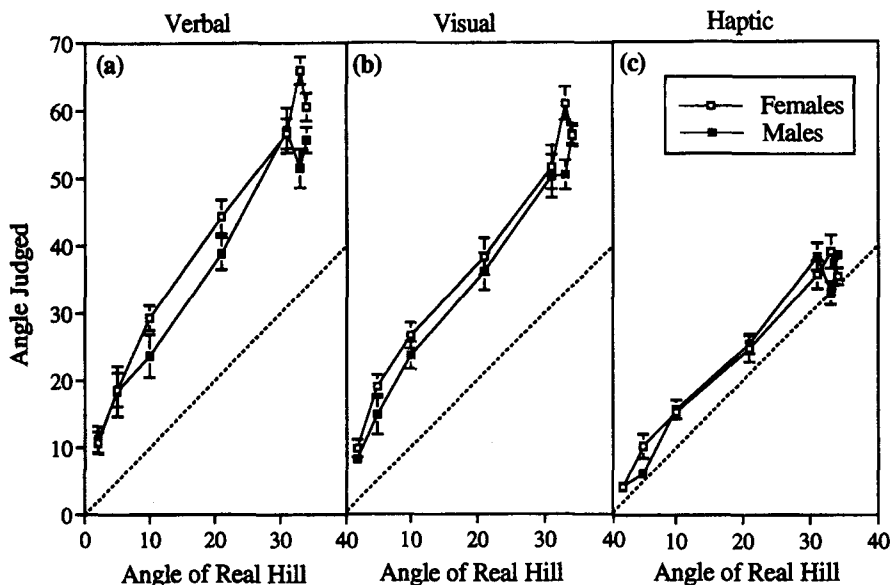 Verbal Visual Haptic
70
(a) (b) (c)
60
Females
Males
50
40
30
20
10
0
Angle Judged
0 10 20 30 40 10 20 30 40 10 20 30 40
Angle of Real Hill Angle of Real Hill Angle of Real Hill